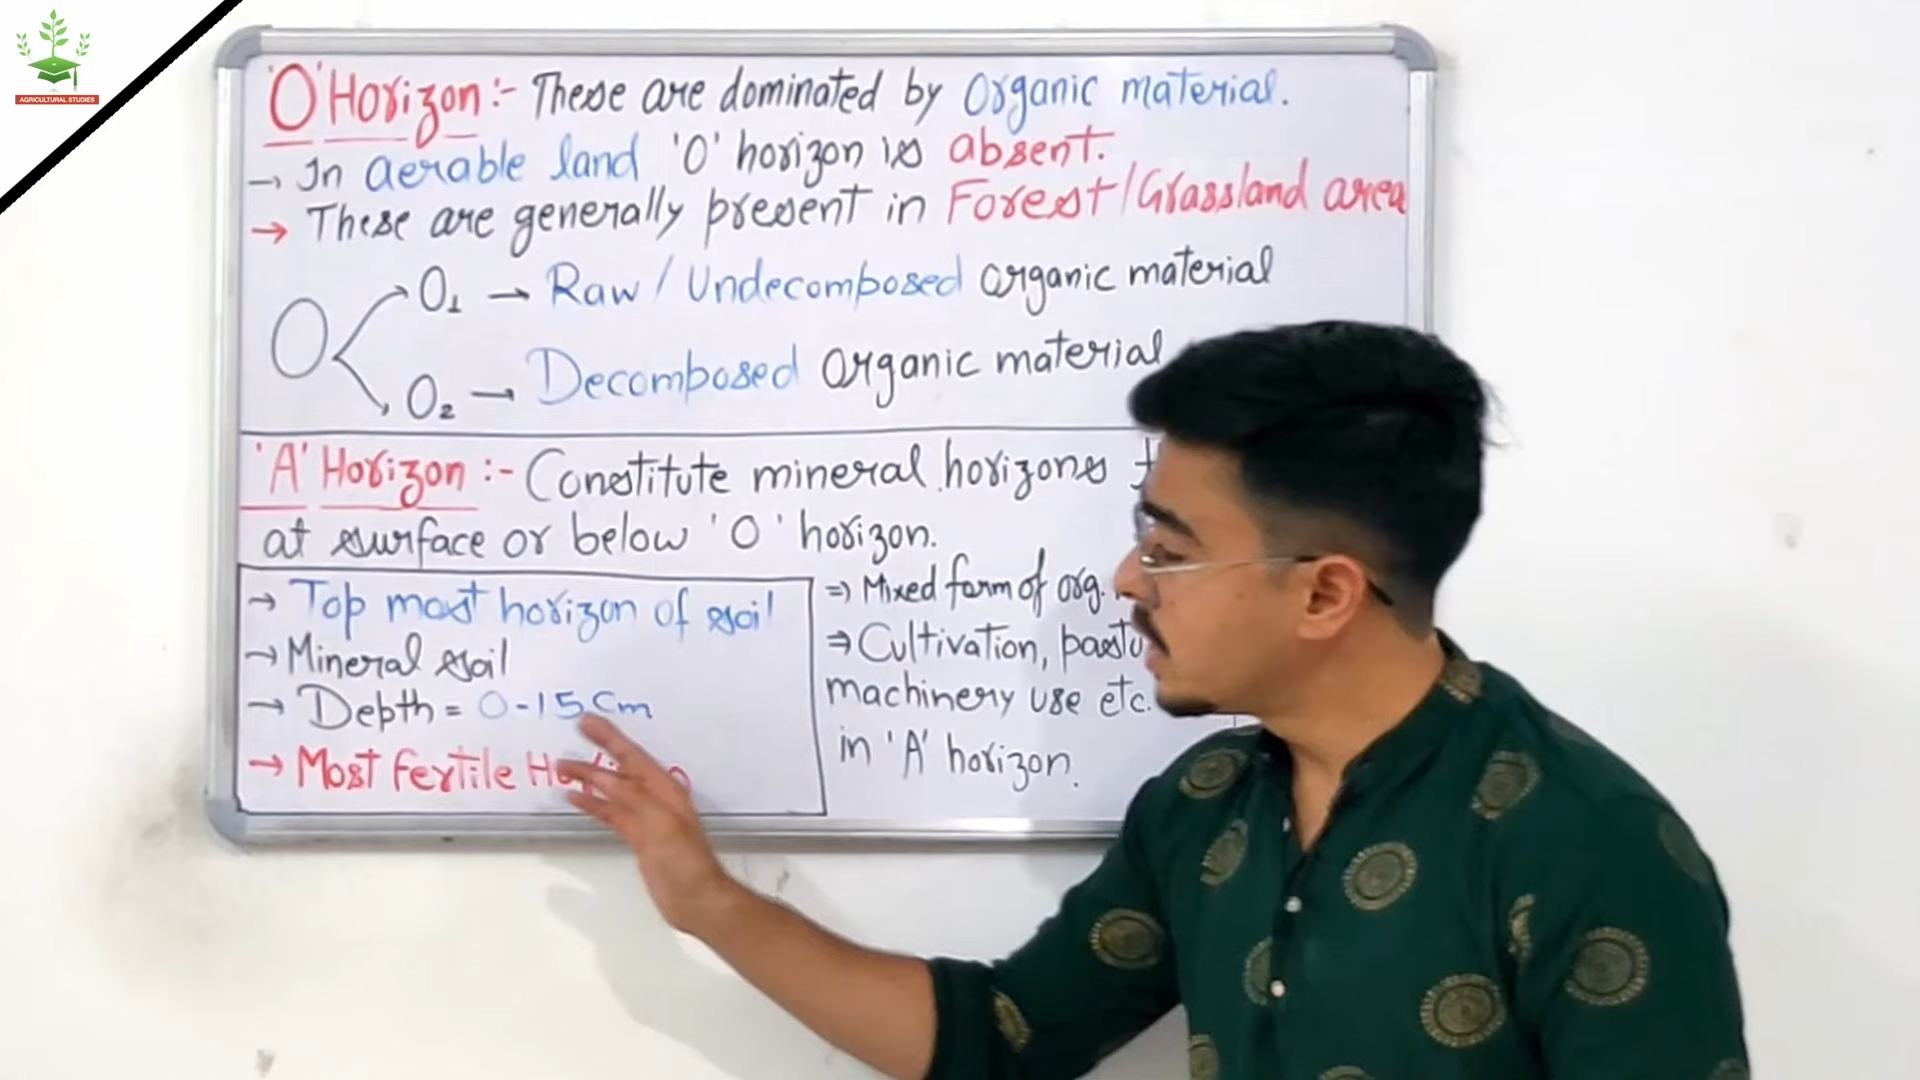 AGRICULTURAL STUDIES
'O' Horizon :- These are dominated by Organic material.
→ In aerable land 'O' horizon is absent.
→ These are generally present in Forest/Grassland area
O O1 → Raw / Undecomposed organic material
O2 → Decomposed organic material
'A' Horizon :- Constitute mineral horizons
at surface or below 'O' horizon.
→ Top most horizon of soil
→ Mineral soil
→ Depth = 0-15 cm
→ Most Fertile
⇒ Mixed form of org.
⇒ Cultivation,
machinery use etc.
in 'A' horizon.